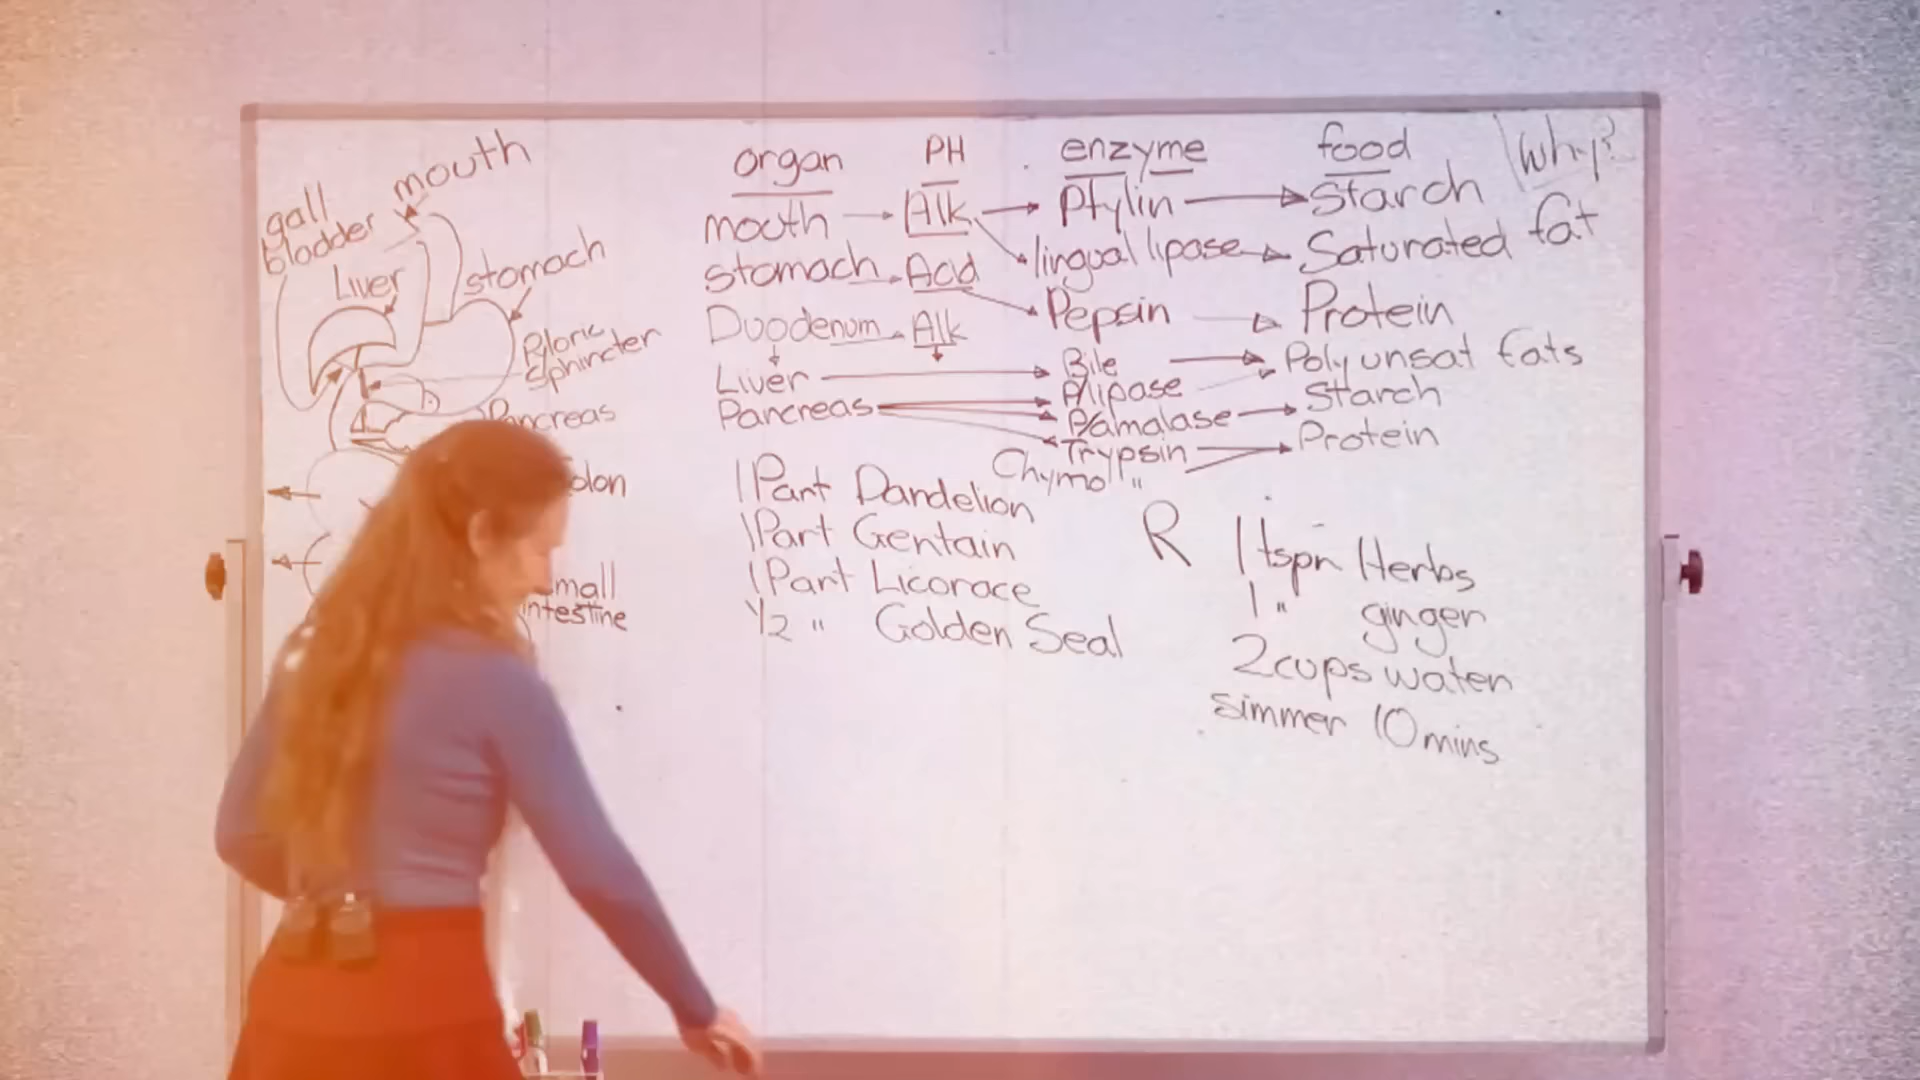 mouth
gall
bladder
Liver
stomach
Pyloric
Sphincter
Pancreas
olon
mall
intestine
organ PH enzyme food Why?
mouth Alk Ptylin Starch
lingual lipase Saturated fat
stomach Acid Pepsin Protein
Duodenum Alk
Liver Bile Poly unsat fats
Pancreas P/lipase
P/amalase Starch
Trypsin Protein
Chymo "
1 Part Dandelion
1 Part Gentain
1 Part Licorace
1/2 " Golden Seal
R 1 tspn Herbs
1 " ginger
2 cups water
simmer 10 mins